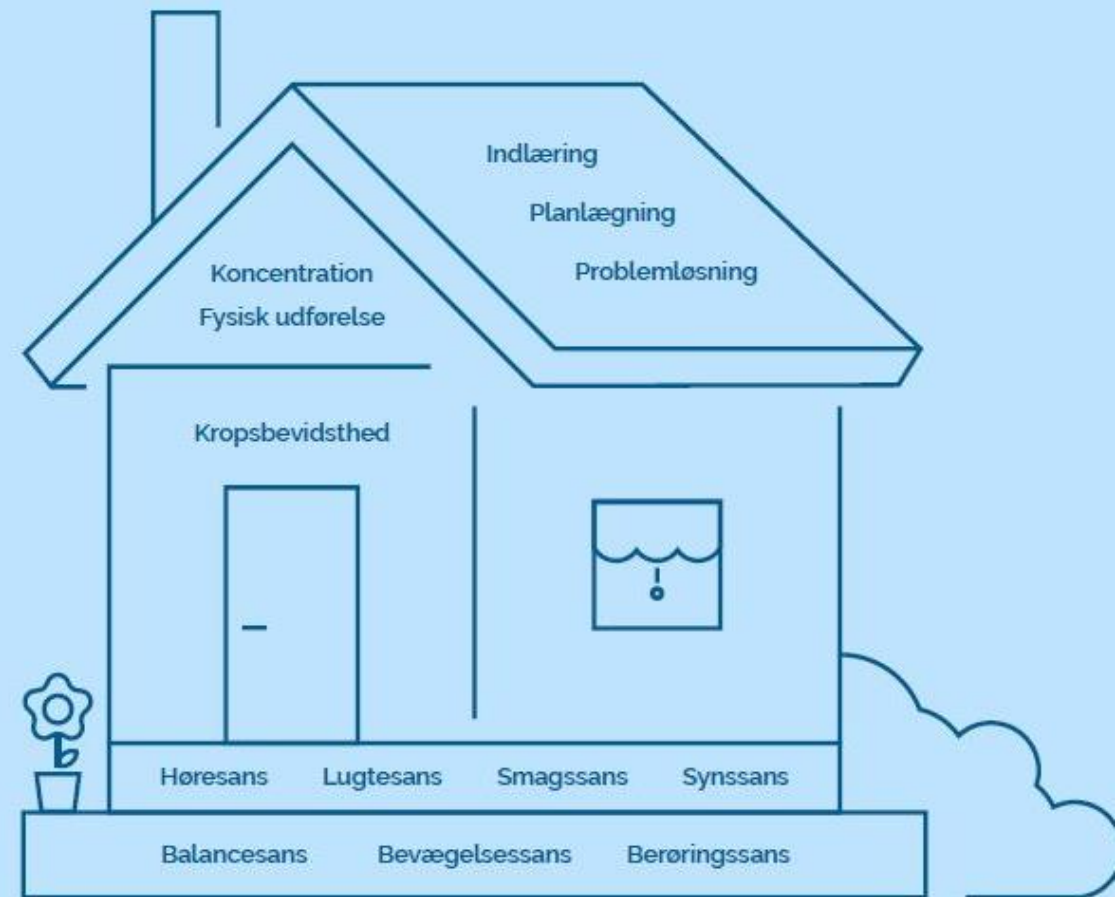 Indlæring
Planlægning
Problemløsning
Koncentration
Fysisk udførelse
Kropsbevidsthed
Høresans Lugtesans Smagssans Synssans
Balancesans Bevægelsessans Berøringssans